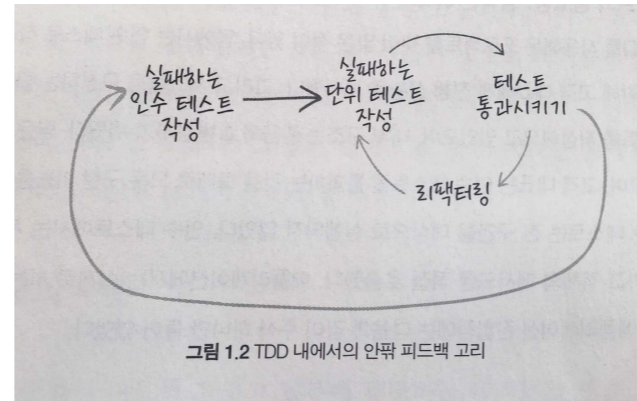 실패하는
인수 테스트
작성
실패하는
단위 테스트
작성
테스트
통과시키기
리팩터링
그림 1.2 TDD 내에서의 안팎 피드백 고리